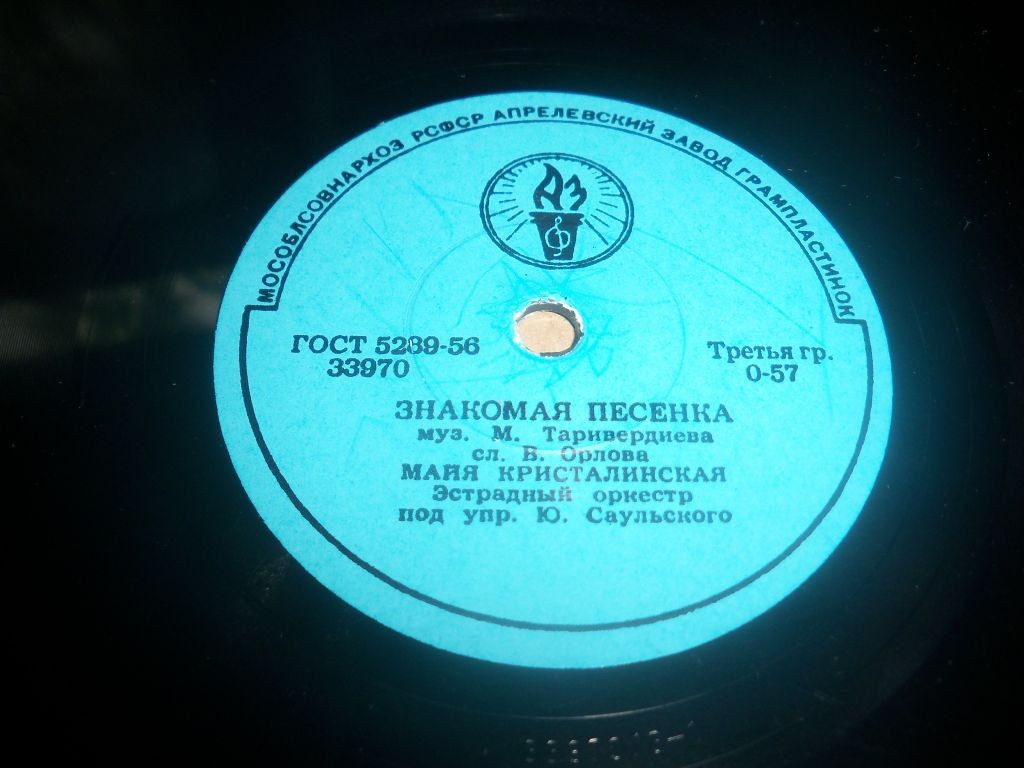 МОСОБЛСОВНАРХОЗ РСФСР АПРЕЛЕВСКИЙ ЗАВОД ГРАМПЛАСТИНОК
АЗ
ГОСТ 5289-56
33970
Третья гр.
0-57
ЗНАКОМАЯ ПЕСЕНКА
муз. М. Таривердиева
сл. В. Орлова
МАЙЯ КРИСТАЛИНСКАЯ
Эстрадный оркестр
под упр. Ю. Саульского